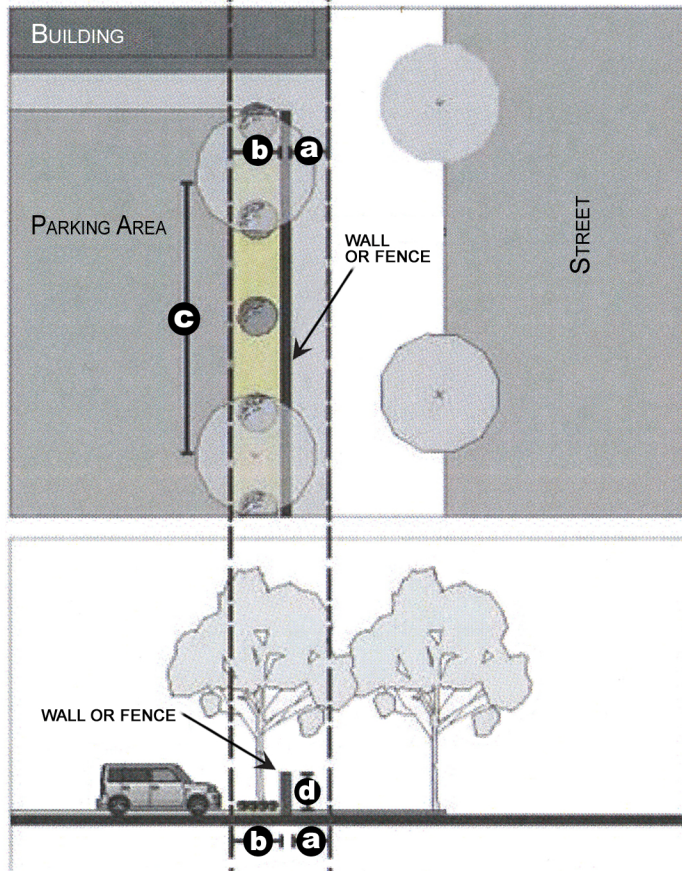 BUILDING
b a
PARKING AREA
STREET
WALL
OR FENCE
c
WALL OR FENCE
d
b a